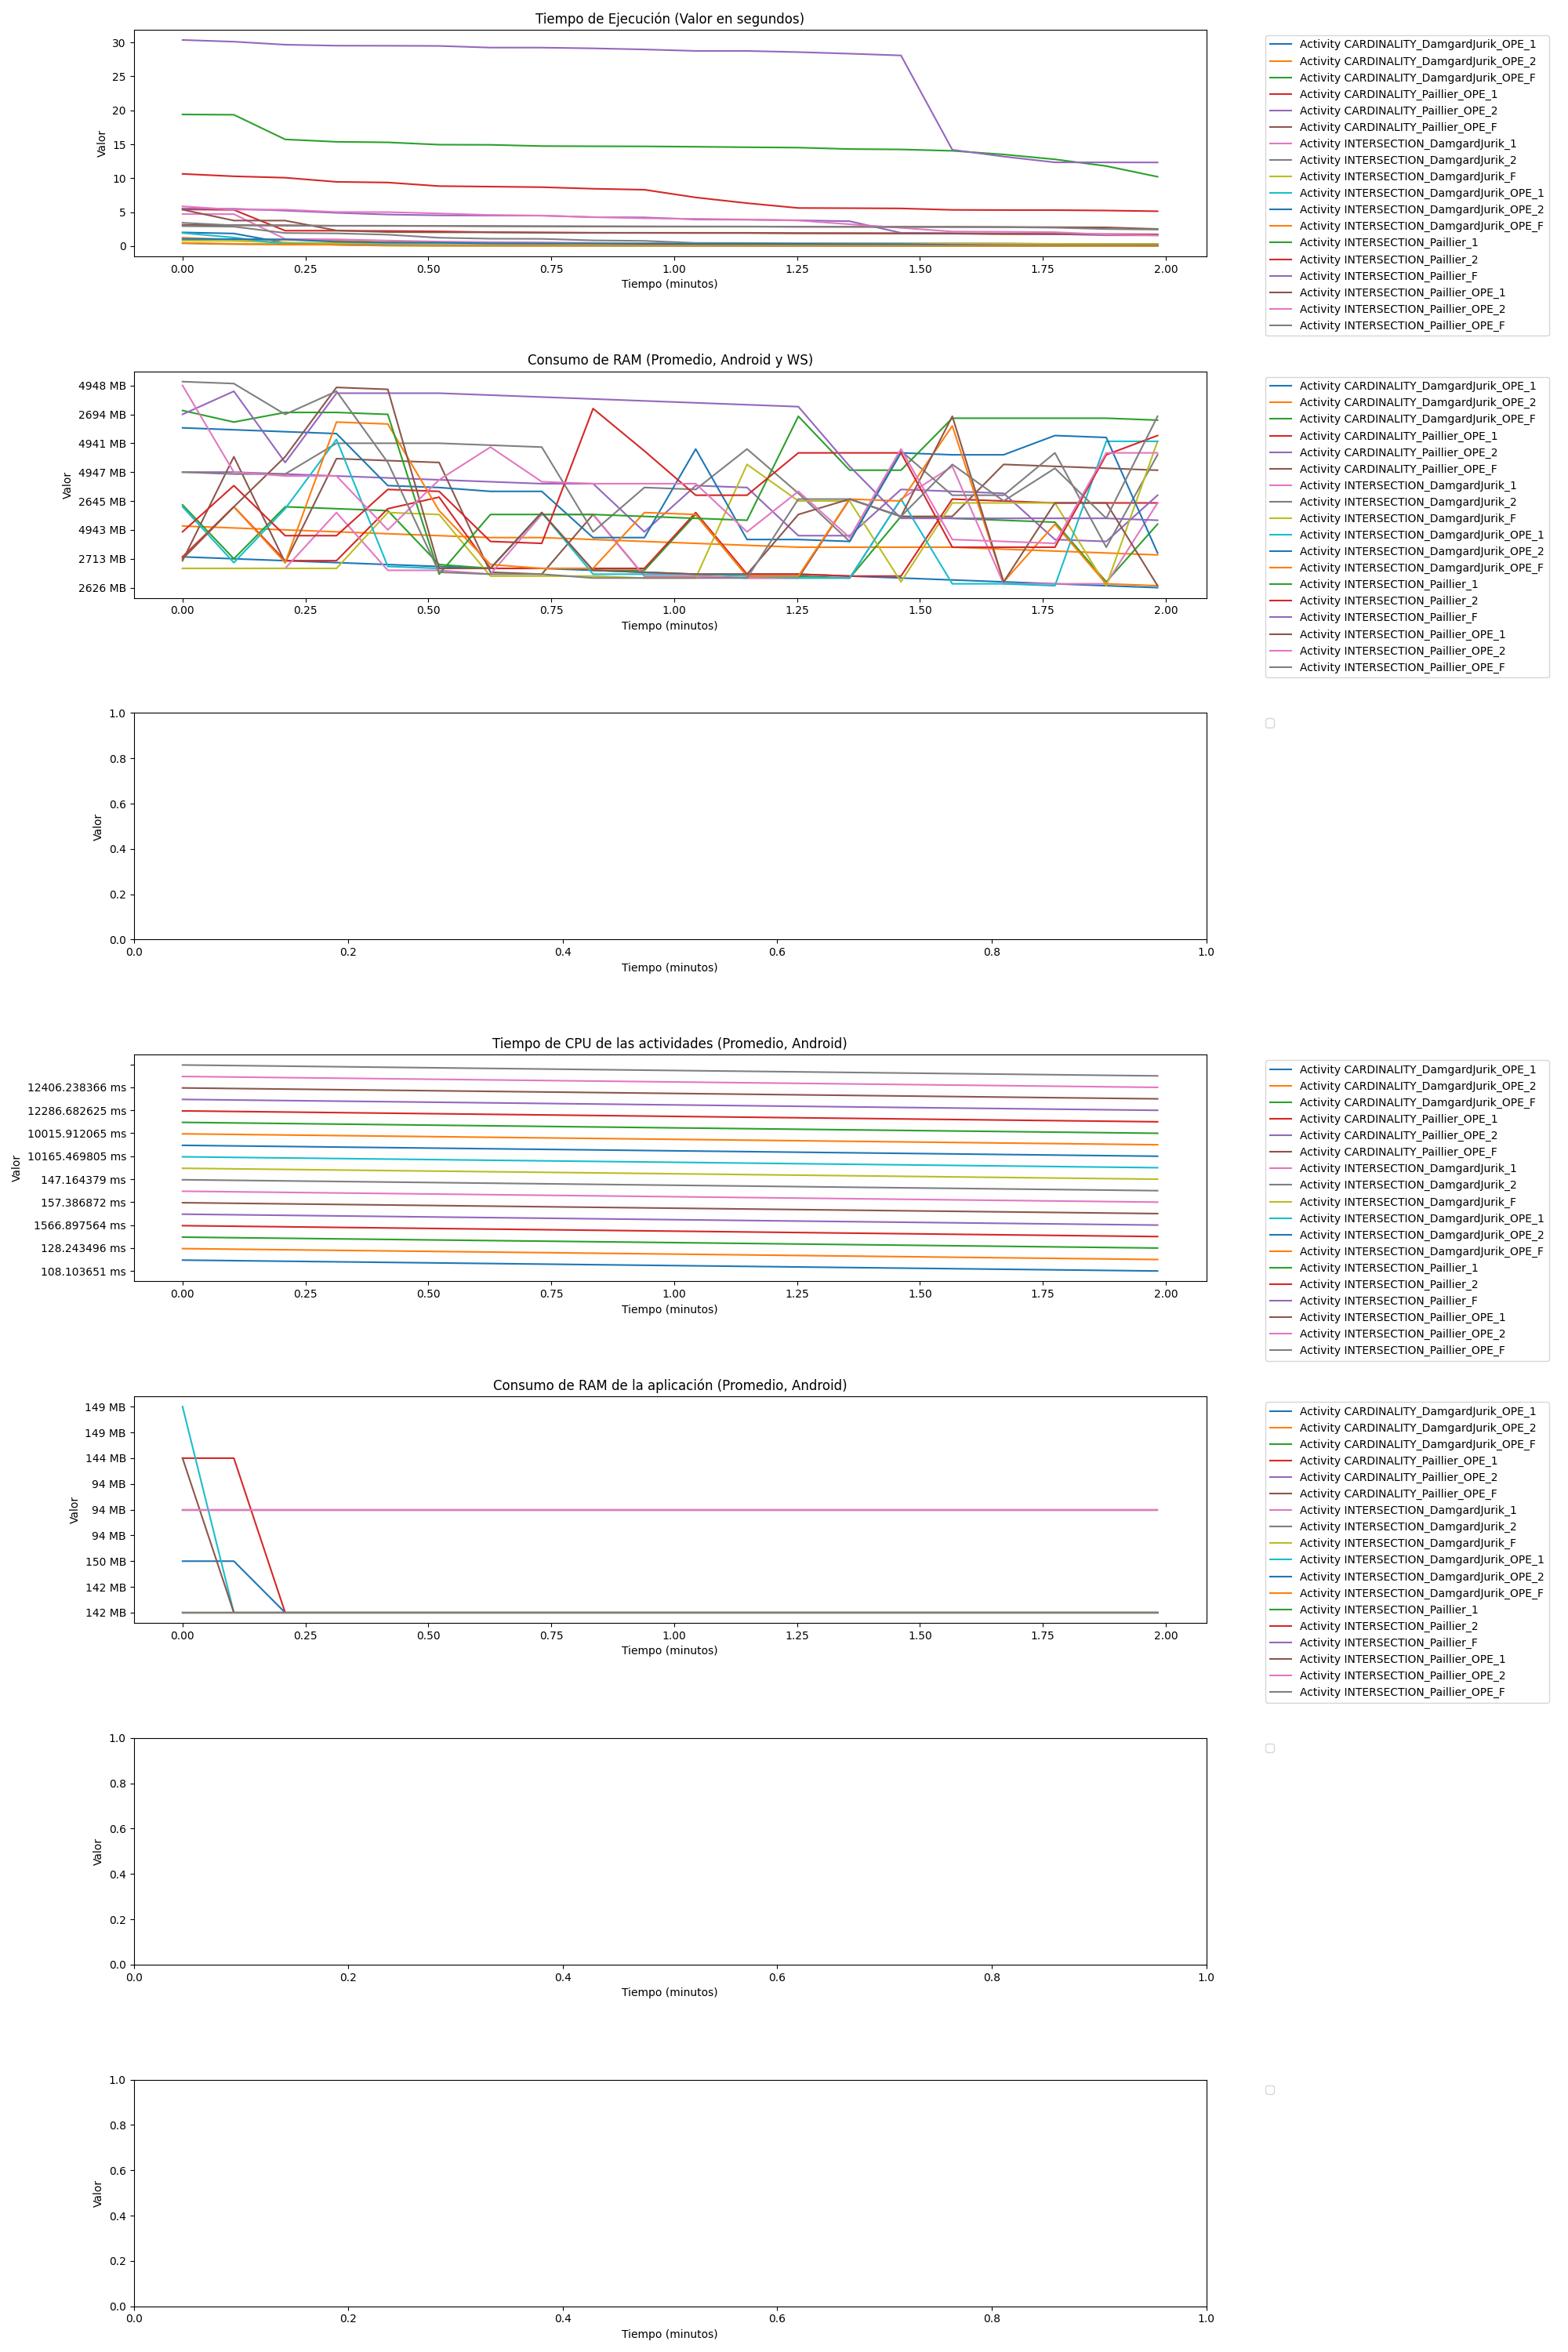 Tiempo de Ejecución (Valor en segundos)
30
25
20
15
10
5
0
Valor
0.00 0.25 0.50 0.75 1.00 1.25 1.50 1.75 2.00
Tiempo (minutos)
Activity CARDINALITY_DamgardJurik_OPE_1
Activity CARDINALITY_DamgardJurik_OPE_2
Activity CARDINALITY_DamgardJurik_OPE_F
Activity CARDINALITY_Paillier_OPE_1
Activity CARDINALITY_Paillier_OPE_2
Activity CARDINALITY_Paillier_OPE_F
Activity INTERSECTION_DamgardJurik_1
Activity INTERSECTION_DamgardJurik_2
Activity INTERSECTION_DamgardJurik_F
Activity INTERSECTION_DamgardJurik_OPE_1
Activity INTERSECTION_DamgardJurik_OPE_2
Activity INTERSECTION_DamgardJurik_OPE_F
Activity INTERSECTION_Paillier_1
Activity INTERSECTION_Paillier_2
Activity INTERSECTION_Paillier_F
Activity INTERSECTION_Paillier_OPE_1
Activity INTERSECTION_Paillier_OPE_2
Activity INTERSECTION_Paillier_OPE_F
Consumo de RAM (Promedio, Android y WS)
4948 MB
2694 MB
4941 MB
4947 MB
2645 MB
4943 MB
2713 MB
2626 MB
Valor
0.00 0.25 0.50 0.75 1.00 1.25 1.50 1.75 2.00
Tiempo (minutos)
Activity CARDINALITY_DamgardJurik_OPE_1
Activity CARDINALITY_DamgardJurik_OPE_2
Activity CARDINALITY_DamgardJurik_OPE_F
Activity CARDINALITY_Paillier_OPE_1
Activity CARDINALITY_Paillier_OPE_2
Activity CARDINALITY_Paillier_OPE_F
Activity INTERSECTION_DamgardJurik_1
Activity INTERSECTION_DamgardJurik_2
Activity INTERSECTION_DamgardJurik_F
Activity INTERSECTION_DamgardJurik_OPE_1
Activity INTERSECTION_DamgardJurik_OPE_2
Activity INTERSECTION_DamgardJurik_OPE_F
Activity INTERSECTION_Paillier_1
Activity INTERSECTION_Paillier_2
Activity INTERSECTION_Paillier_F
Activity INTERSECTION_Paillier_OPE_1
Activity INTERSECTION_Paillier_OPE_2
Activity INTERSECTION_Paillier_OPE_F
1.0
0.8
0.6
0.4
0.2
0.0
Valor
0.0 0.2 0.4 0.6 0.8 1.0
Tiempo (minutos)
Tiempo de CPU de las actividades (Promedio, Android)
12406.238366 ms
12286.682625 ms
10015.912065 ms
10165.469805 ms
147.164379 ms
157.386872 ms
1566.897564 ms
128.243496 ms
108.103651 ms
Valor
0.00 0.25 0.50 0.75 1.00 1.25 1.50 1.75 2.00
Tiempo (minutos)
Activity CARDINALITY_DamgardJurik_OPE_1
Activity CARDINALITY_DamgardJurik_OPE_2
Activity CARDINALITY_DamgardJurik_OPE_F
Activity CARDINALITY_Paillier_OPE_1
Activity CARDINALITY_Paillier_OPE_2
Activity CARDINALITY_Paillier_OPE_F
Activity INTERSECTION_DamgardJurik_1
Activity INTERSECTION_DamgardJurik_2
Activity INTERSECTION_DamgardJurik_F
Activity INTERSECTION_DamgardJurik_OPE_1
Activity INTERSECTION_DamgardJurik_OPE_2
Activity INTERSECTION_DamgardJurik_OPE_F
Activity INTERSECTION_Paillier_1
Activity INTERSECTION_Paillier_2
Activity INTERSECTION_Paillier_F
Activity INTERSECTION_Paillier_OPE_1
Activity INTERSECTION_Paillier_OPE_2
Activity INTERSECTION_Paillier_OPE_F
Consumo de RAM de la aplicación (Promedio, Android)
149 MB
149 MB
144 MB
94 MB
94 MB
94 MB
150 MB
142 MB
142 MB
Valor
0.00 0.25 0.50 0.75 1.00 1.25 1.50 1.75 2.00
Tiempo (minutos)
Activity CARDINALITY_DamgardJurik_OPE_1
Activity CARDINALITY_DamgardJurik_OPE_2
Activity CARDINALITY_DamgardJurik_OPE_F
Activity CARDINALITY_Paillier_OPE_1
Activity CARDINALITY_Paillier_OPE_2
Activity CARDINALITY_Paillier_OPE_F
Activity INTERSECTION_DamgardJurik_1
Activity INTERSECTION_DamgardJurik_2
Activity INTERSECTION_DamgardJurik_F
Activity INTERSECTION_DamgardJurik_OPE_1
Activity INTERSECTION_DamgardJurik_OPE_2
Activity INTERSECTION_DamgardJurik_OPE_F
Activity INTERSECTION_Paillier_1
Activity INTERSECTION_Paillier_2
Activity INTERSECTION_Paillier_F
Activity INTERSECTION_Paillier_OPE_1
Activity INTERSECTION_Paillier_OPE_2
Activity INTERSECTION_Paillier_OPE_F
1.0
0.8
0.6
0.4
0.2
0.0
Valor
0.0 0.2 0.4 0.6 0.8 1.0
Tiempo (minutos)
1.0
0.8
0.6
0.4
0.2
0.0
Valor
0.0 0.2 0.4 0.6 0.8 1.0
Tiempo (minutos)